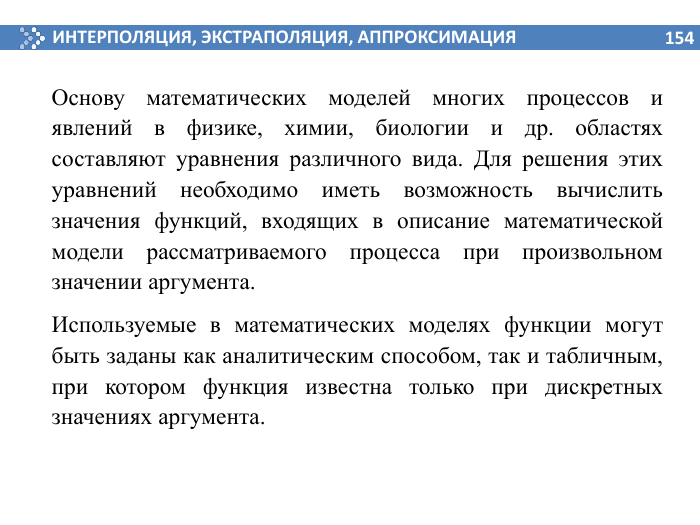 ИНТЕРПОЛЯЦИЯ, ЭКСТРАПОЛЯЦИЯ, АППРОКСИМАЦИЯ 154
Основу математических моделей многих процессов и
явлений в физике, химии, биологии и др. областях
составляют уравнения различного вида. Для решения этих
уравнений необходимо иметь возможность вычислить
значения функций, входящих в описание математической
модели рассматриваемого процесса при произвольном
значении аргумента.
Используемые в математических моделях функции могут
быть заданы как аналитическим способом, так и табличным,
при котором функция известна только при дискретных
значениях аргумента.